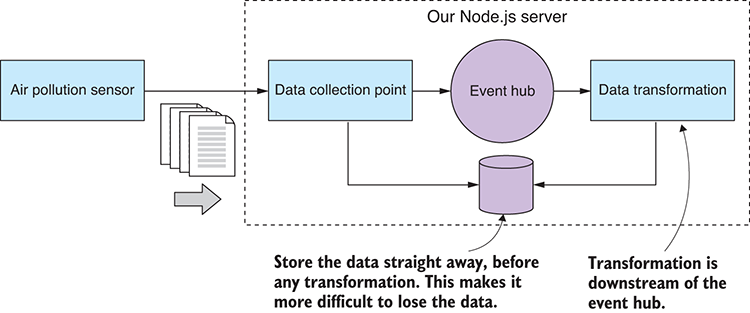 Our Node.js server
Air pollution sensor
Data collection point
Event hub
Data transformation
Store the data straight away, before
any transformation. This makes it
more difficult to lose the data.
Transformation is
downstream of the
event hub.